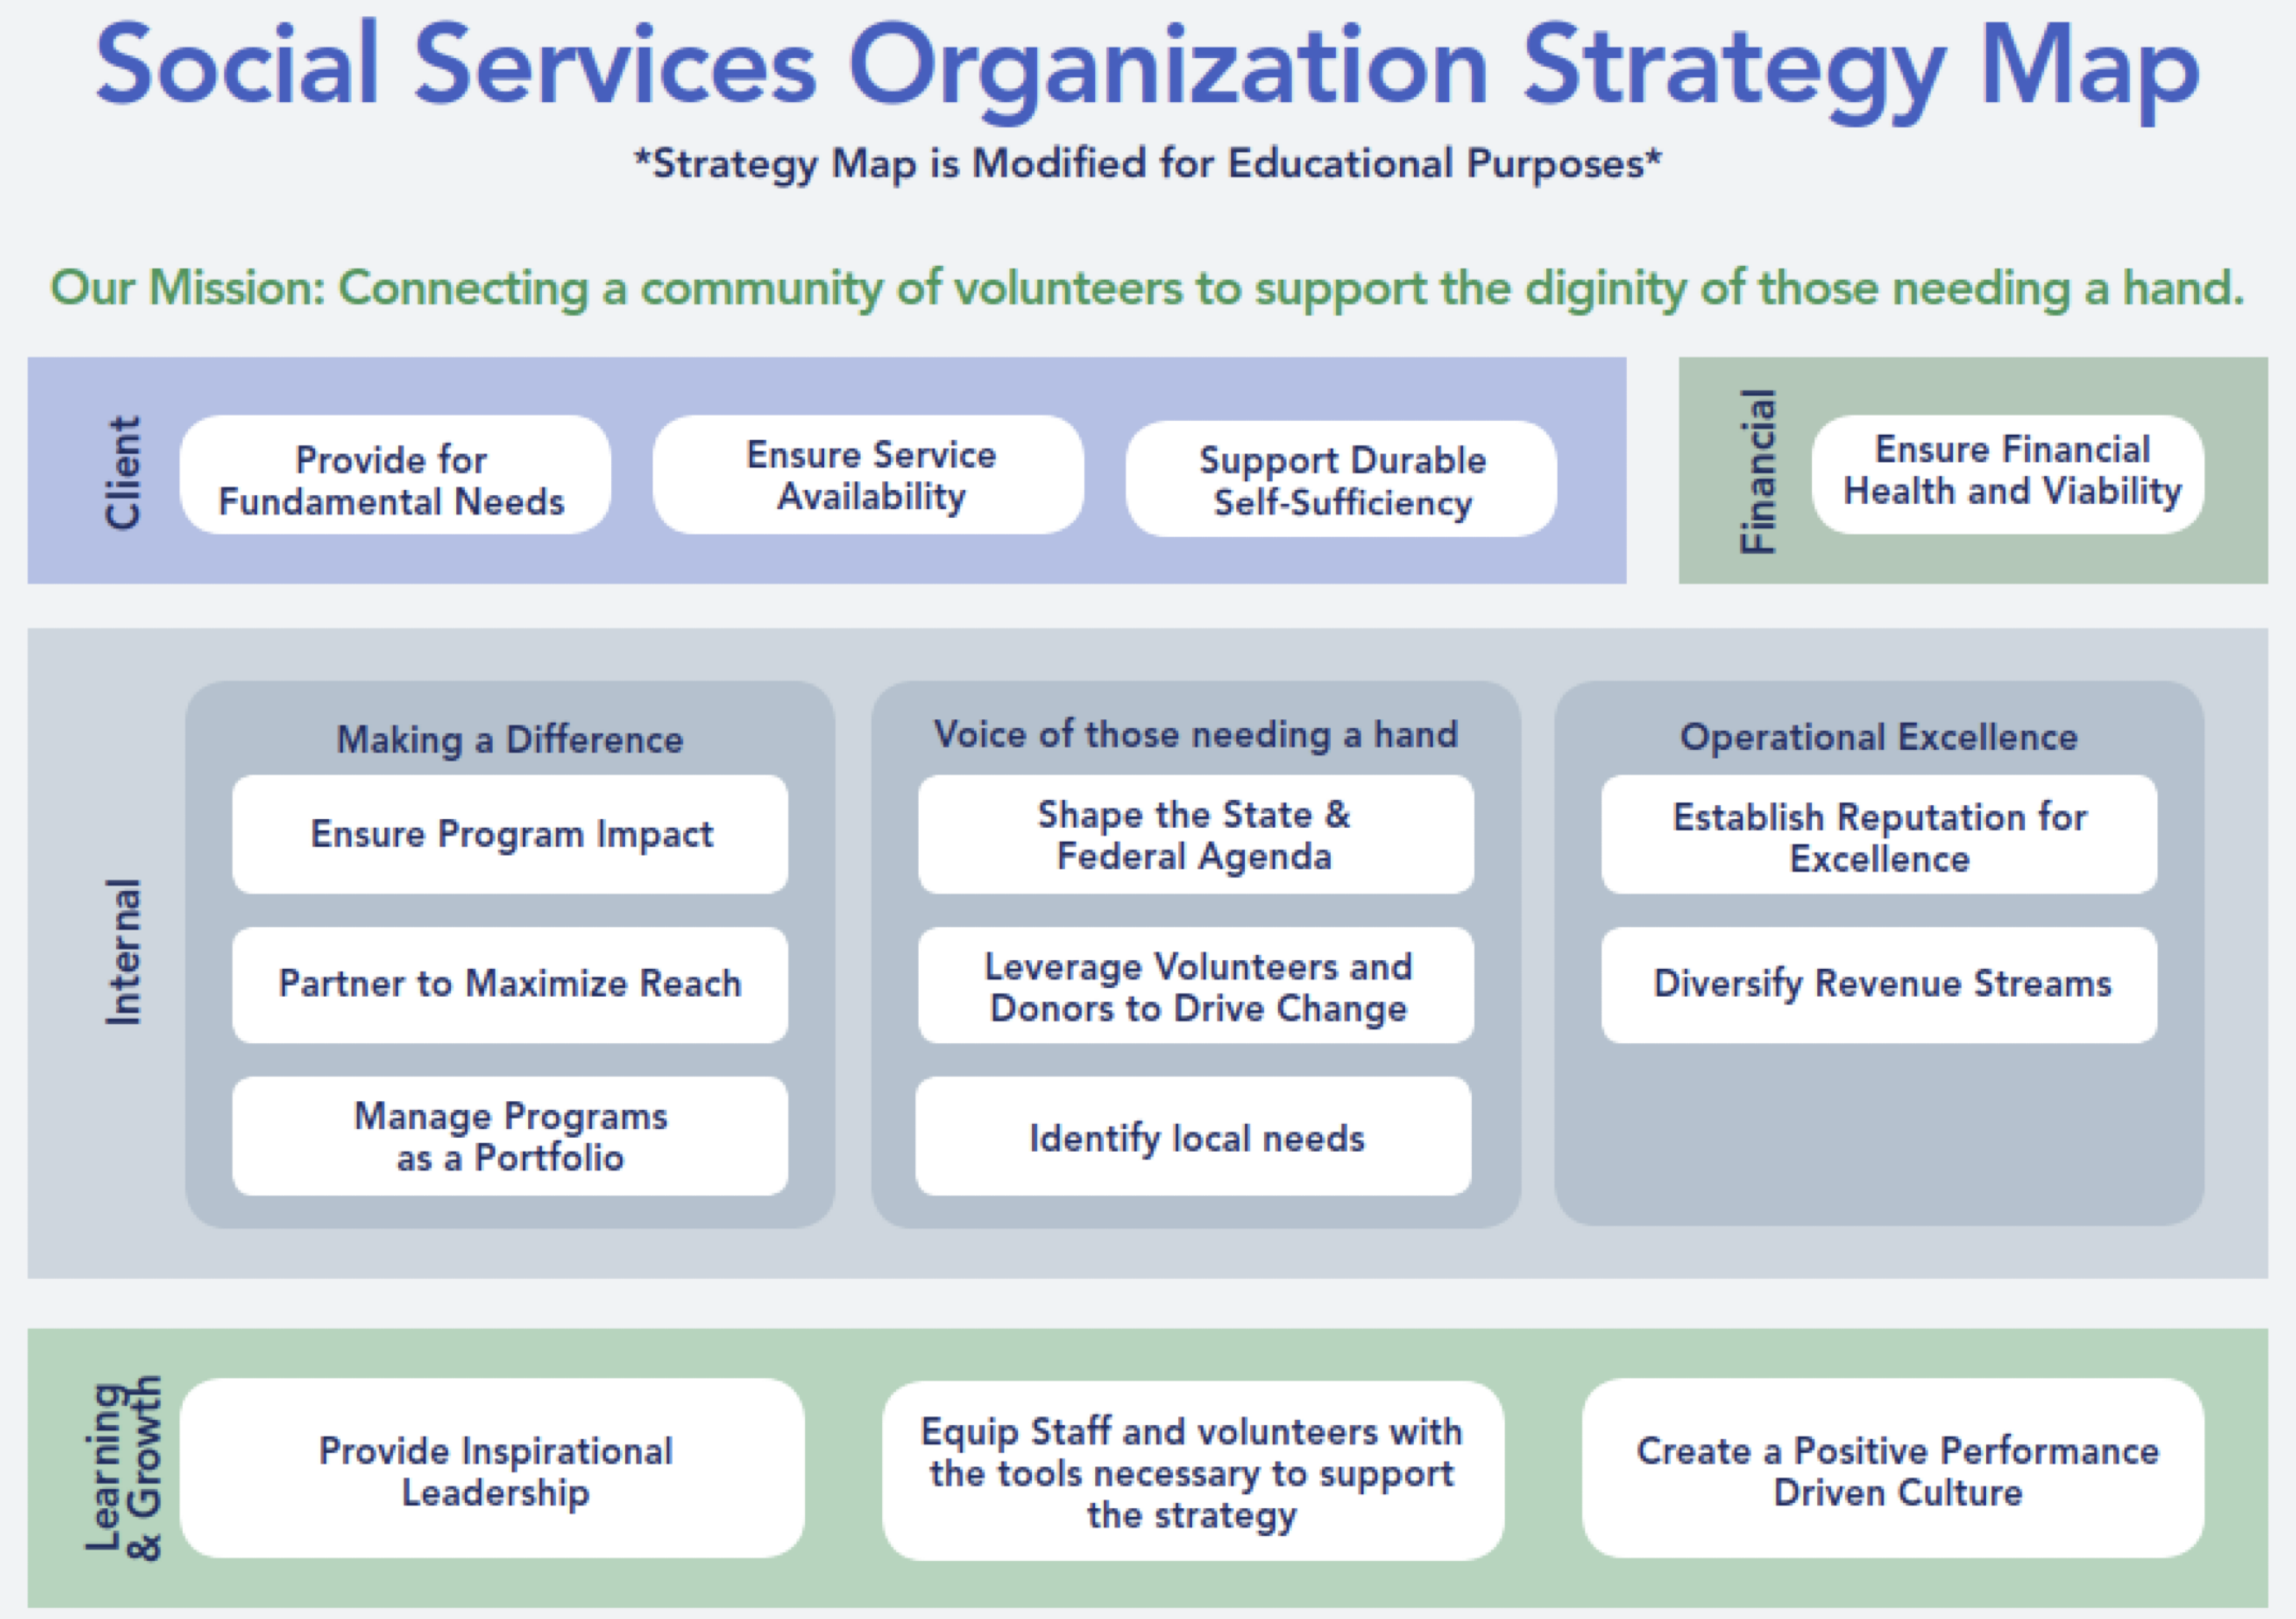 Social Services Organization Strategy Map
*Strategy Map is Modified for Educational Purposes*
Our Mission: Connecting a community of volunteers to support the diginity of those needing a hand.
Client
Provide for
Fundamental Needs
Ensure Service
Availability
Support Durable
Self-Sufficiency
Financial
Ensure Financial
Health and Viability
Internal
Making a Difference
Ensure Program Impact
Partner to Maximize Reach
Manage Programs
as a Portfolio
Voice of those needing a hand
Shape the State &
Federal Agenda
Leverage Volunteers and
Donors to Drive Change
Identify local needs
Operational Excellence
Establish Reputation for
Excellence
Diversify Revenue Streams
Learning
& Growth
Provide Inspirational
Leadership
Equip Staff and volunteers with
the tools necessary to support
the strategy
Create a Positive Performance
Driven Culture